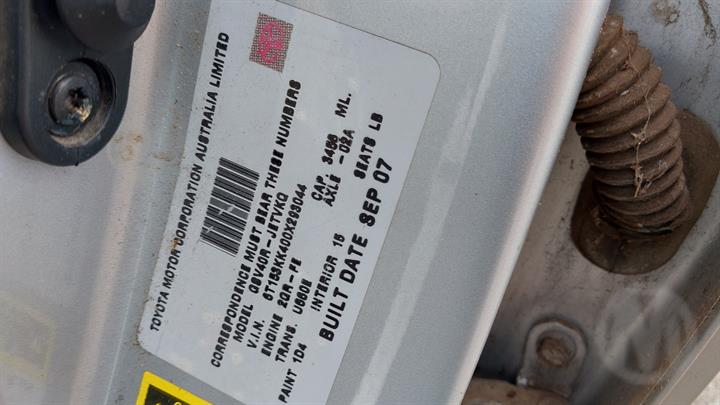 TOYOTA MOTOR CORPORATION AUSTRALIA LIMITED
CORRESPONDENCE MUST BEAR THESE NUMBERS
MODEL GSV40R-JETVKQ
V.I.N. 6T153KK400X293044
ENGINE 2GR-FE CAP. 3456 ML.
TRANS. U660E AXLE -02A
PAINT 1D4 INTERIOR 15 SEATS LB
BUILT DATE SEP 07
M